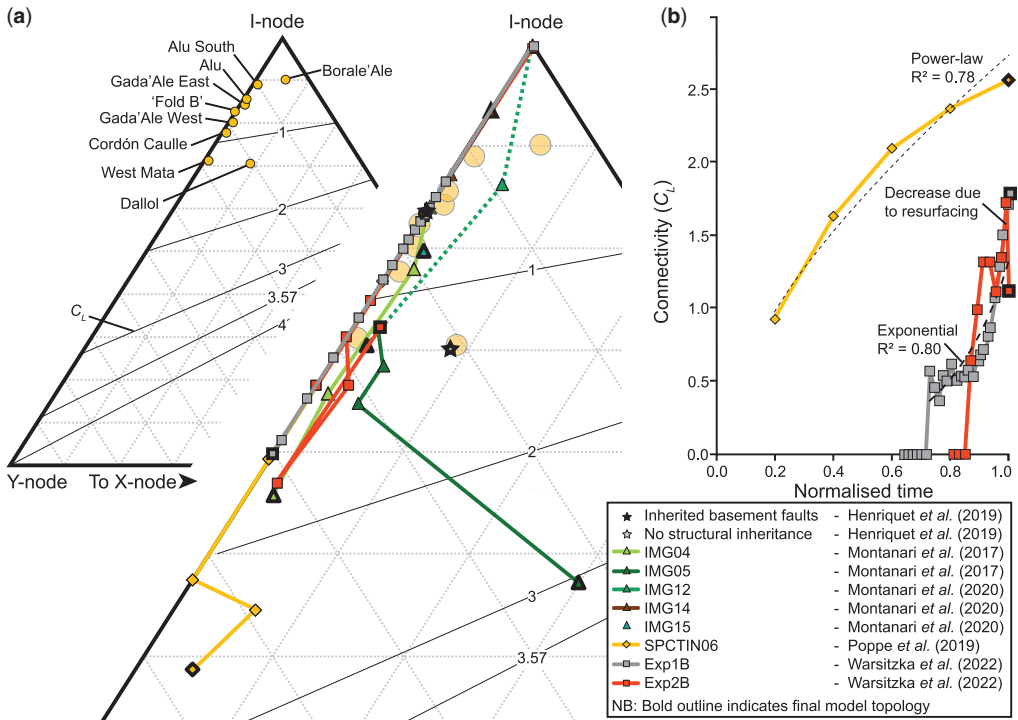 (a)
I-node
Alu South
Alu
Gada'Ale East
'Fold B'
Gada'Ale West
Cordón Caulle
West Mata
Dallol
Borale'Ale
1
2
3
3.57
4
C_L
Y-node To X-node
I-node
1
2
3
3.57
(b)
Connectivity (C_L)
2.5
2.0
1.5
1.0
0.5
0.0
Power-law
R² = 0.78
Decrease due
to resurfacing
Exponential
R² = 0.80
0.0 0.2 0.4 0.6 0.8 1.0
Normalised time
Inherited basement faults - Henriquet et al. (2019)
No structural inheritance - Henriquet et al. (2019)
IMG04 - Montanari et al. (2017)
IMG05 - Montanari et al. (2017)
IMG12 - Montanari et al. (2020)
IMG14 - Montanari et al. (2020)
IMG15 - Montanari et al. (2020)
SPCTIN06 - Poppe et al. (2019)
Exp1B - Warsitzka et al. (2022)
Exp2B - Warsitzka et al. (2022)
NB: Bold outline indicates final model topology